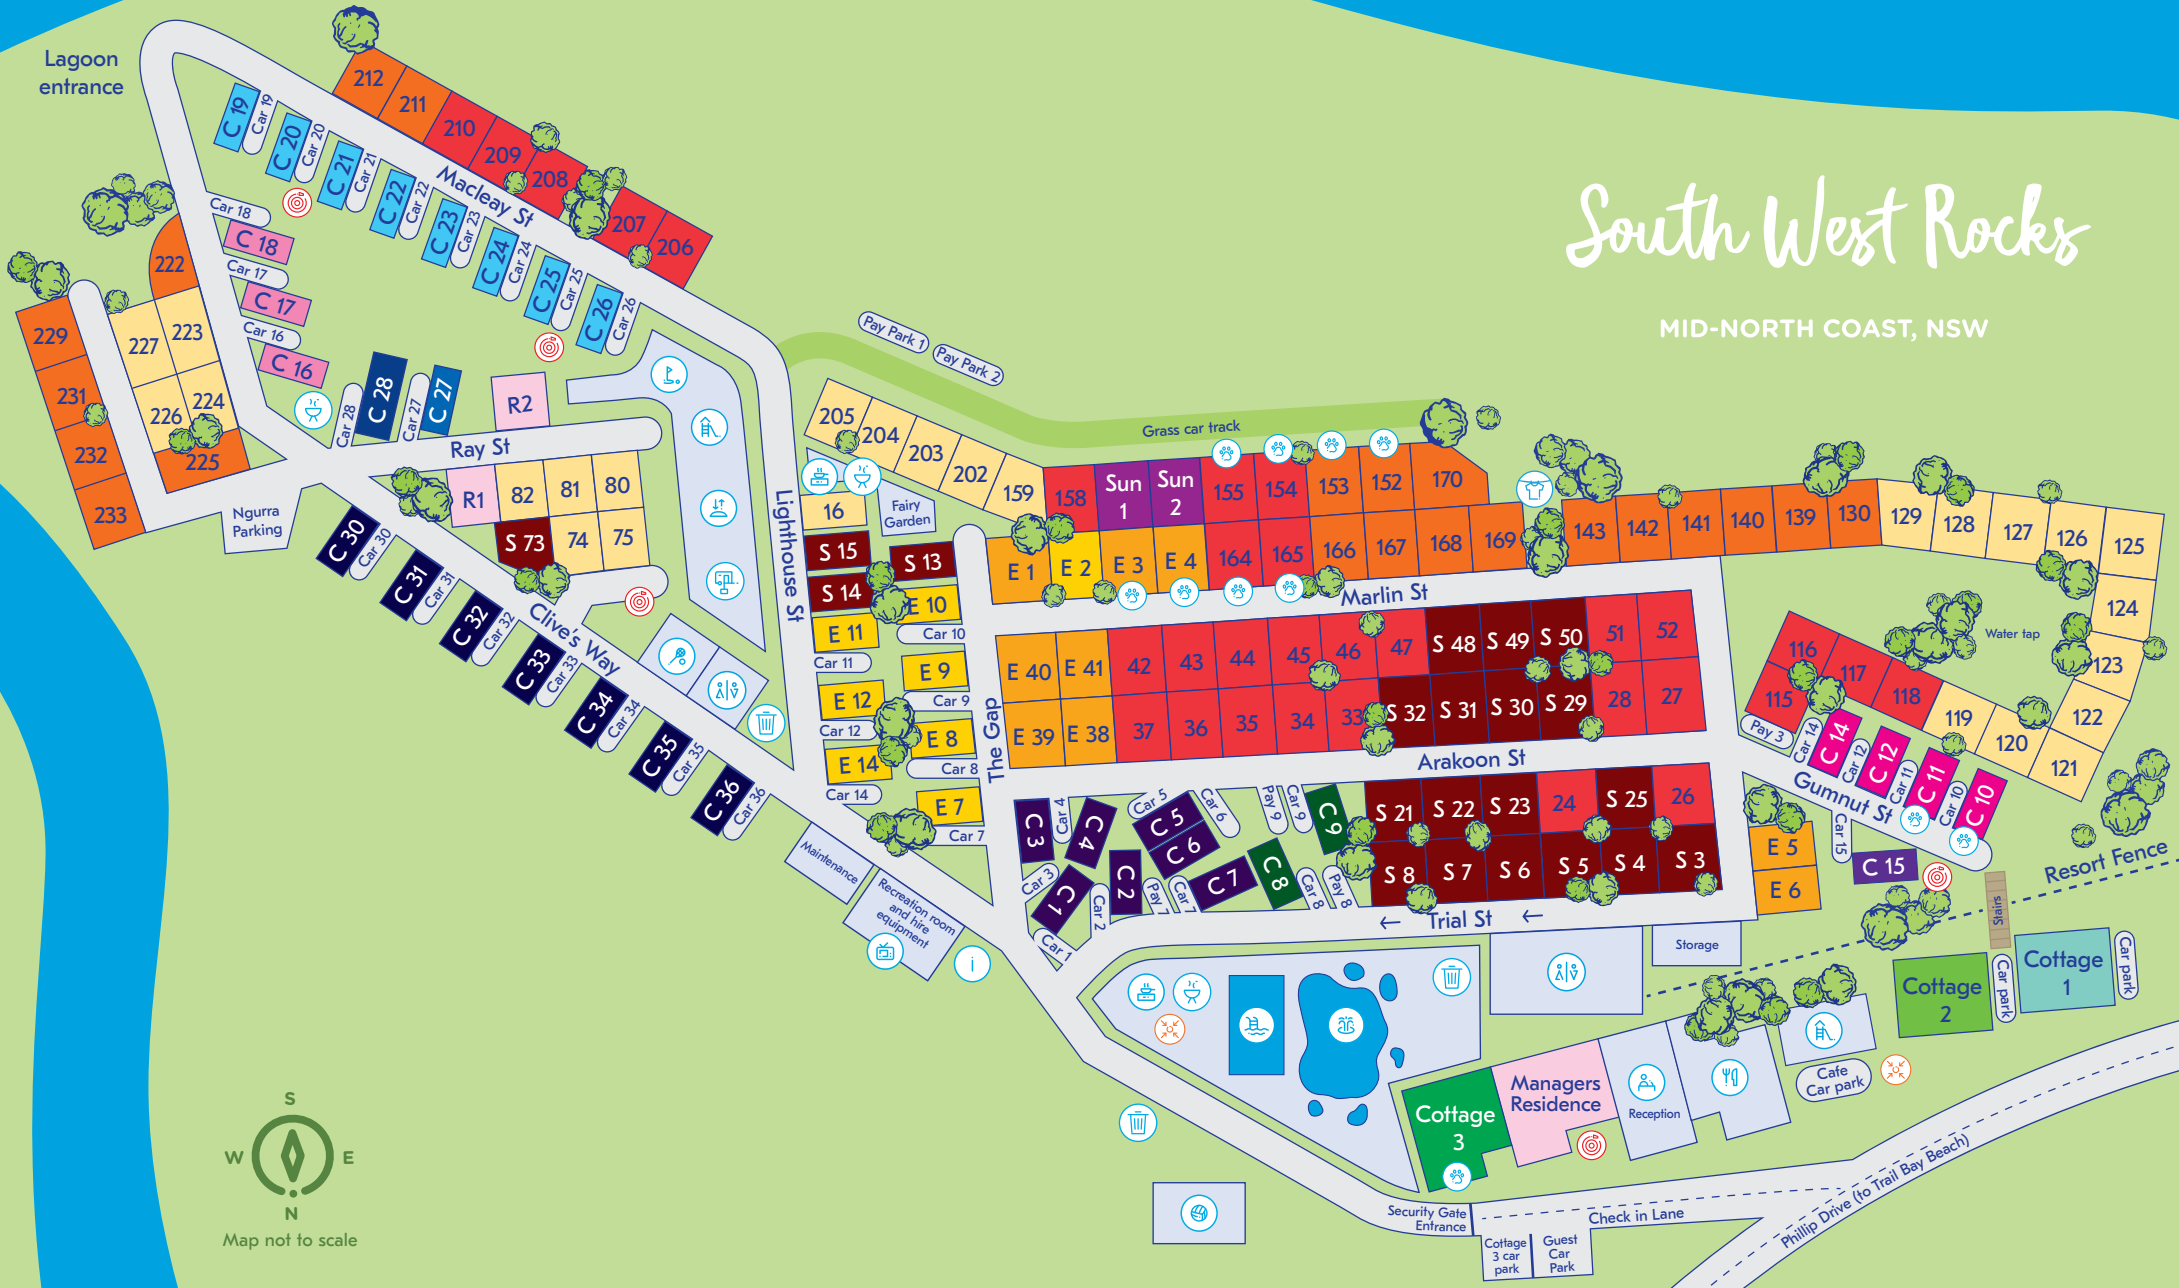 South West Rocks
MID-NORTH COAST, NSW
Lagoon
entrance
212
211
210
209
208
207
206
Macleay St
C 19
Car 19
C 20
Car 20
C 21
Car 21
C 22
Car 22
C 23
Car 23
C 24
Car 24
C 25
Car 25
C 26
Car 26
Car 18
C 18
Car 17
C 17
Car 16
C 16
222
223
227
224
226
225
229
231
232
233
Car 28
C 28
Car 27
C 27
R2
Ray St
R1
82
81
80
S 73
74
75
Ngurra
Parking
C 30
Car 30
C 31
Car 31
C 32
Car 32
C 33
Car 33
C 34
Car 34
C 35
Car 35
C 36
Car 36
Clive's Way
Lighthouse St
Pay Park 1
Pay Park 2
Grass car track
205
204
203
202
159
158
Sun
1
Sun
2
155
154
153
152
170
16
Fairy
Garden
S 15
S 13
S 14
E 10
E 11
Car 10
Car 11
E 9
E 12
Car 9
Car 12
E 8
E 14
Car 8
Car 14
E 7
Car 7
The Gap
E 1
E 2
E 3
E 4
164
165
166
167
168
169
143
142
141
140
139
130
129
128
127
126
125
124
123
122
121
120
119
118
117
116
115
Water tap
Marlin St
E 40
E 41
42
43
44
45
46
47
S 48
S 49
S 50
51
52
E 39
E 38
37
36
35
34
33
S 32
S 31
S 30
S 29
28
27
Arakoon St
Pay 3
Car 14
C 14
Car 12
C 12
Car 11
C 11
Car 10
C 10
Gumnut St
Car 15
C 15
E 5
E 6
C 3
Car 4
C 4
Car 5
C 5
C 6
Car 6
Pay 9
Car 9
C 9
S 21
S 22
S 23
24
S 25
26
S 8
S 7
S 6
S 5
S 4
S 3
Car 3
C 1
Car 1
Car 2
C 2
Pay 7
Car 7
C 7
C 8
Car 8
Pay 8
← Trial St ←
Maintenance
Recreation room
and hire
equipment
i
Storage
Resort Fence
Stairs
Cottage
1
Car park
Cottage
2
Car park
Cafe
Car park
Cottage
3
Managers
Residence
Reception
Security Gate
Entrance
Check in Lane
Cottage
3 car
park
Guest
Car
Park
Phillip Drive (to Trail Bay Beach)
S
W E
N
Map not to scale